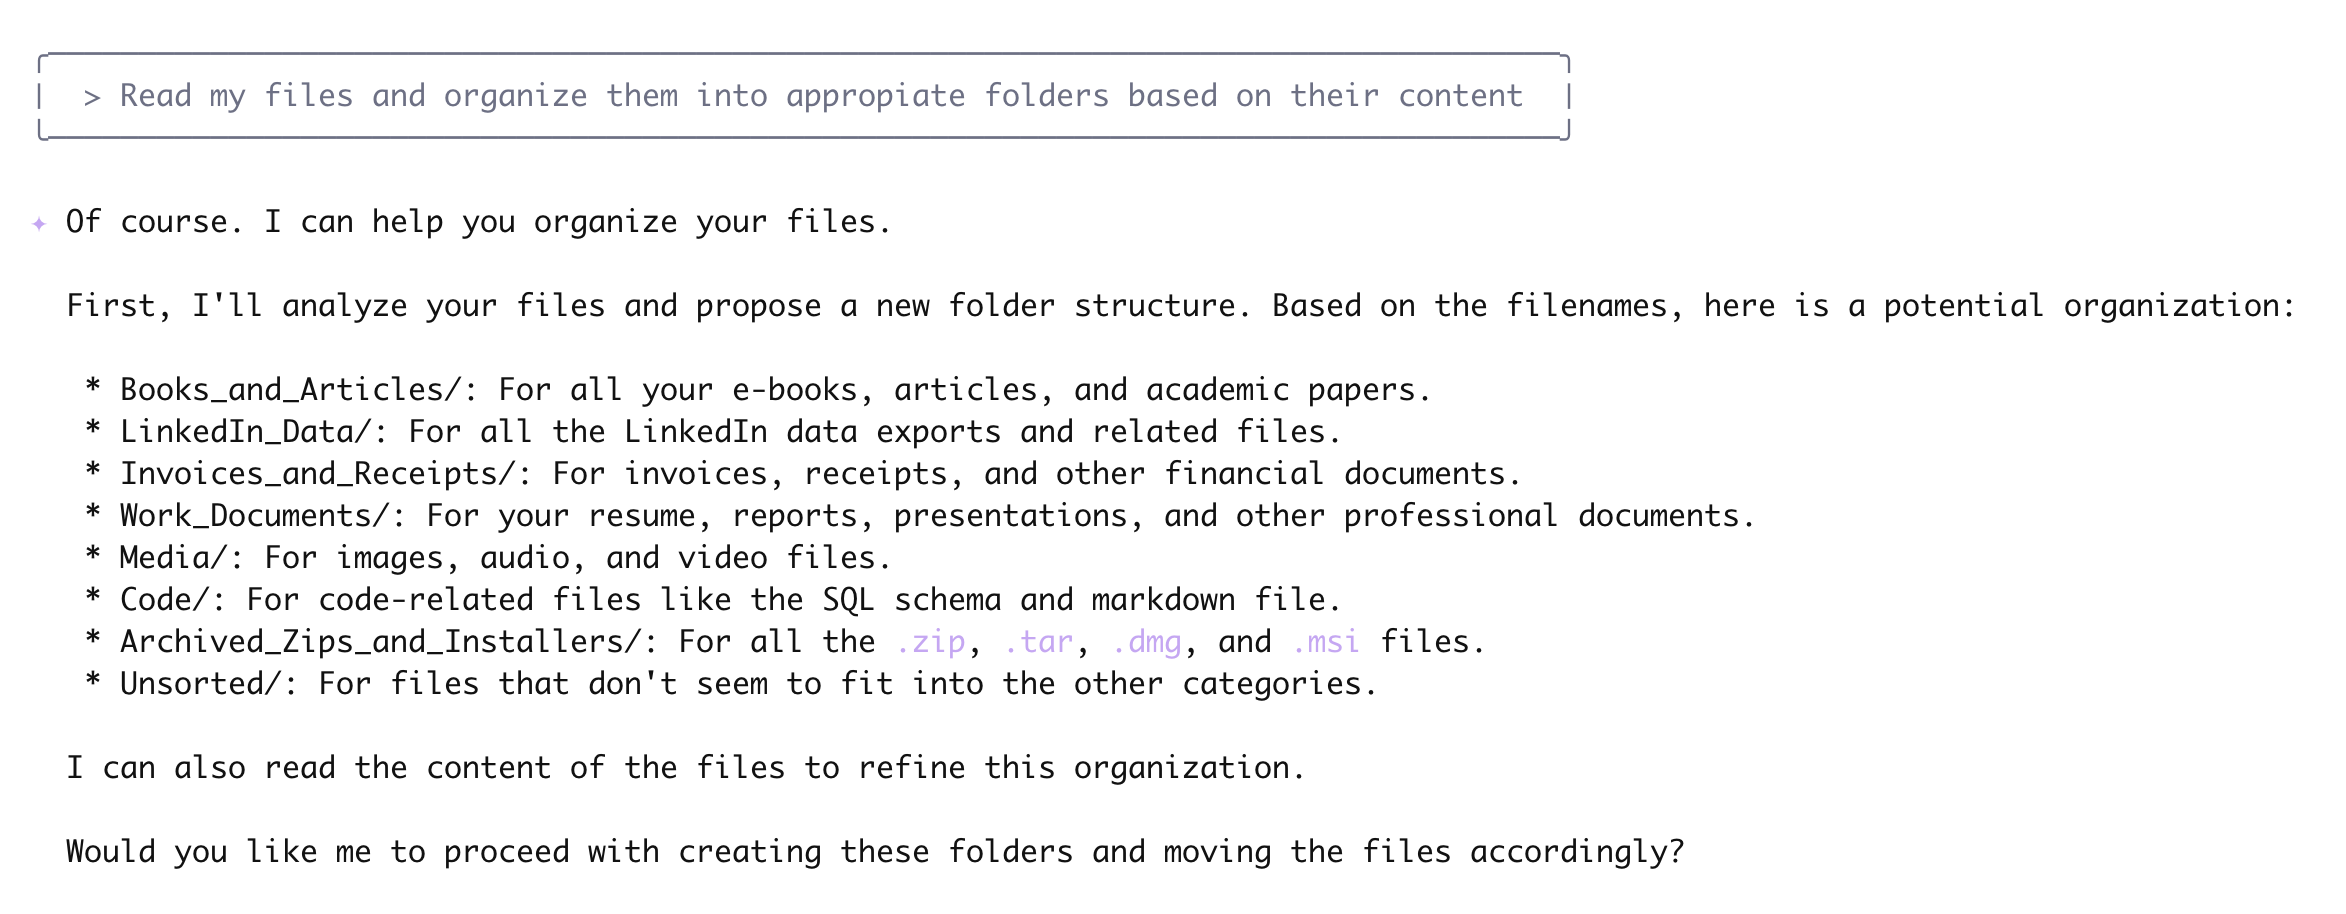 > Read my files and organize them into appropiate folders based on their content
✦ Of course. I can help you organize your files.
First, I'll analyze your files and propose a new folder structure. Based on the filenames, here is a potential organization:
* Books_and_Articles/: For all your e-books, articles, and academic papers.
* LinkedIn_Data/: For all the LinkedIn data exports and related files.
* Invoices_and_Receipts/: For invoices, receipts, and other financial documents.
* Work_Documents/: For your resume, reports, presentations, and other professional documents.
* Media/: For images, audio, and video files.
* Code/: For code-related files like the SQL schema and markdown file.
* Archived_Zips_and_Installers/: For all the .zip, .tar, .dmg, and .msi files.
* Unsorted/: For files that don't seem to fit into the other categories.
I can also read the content of the files to refine this organization.
Would you like me to proceed with creating these folders and moving the files accordingly?